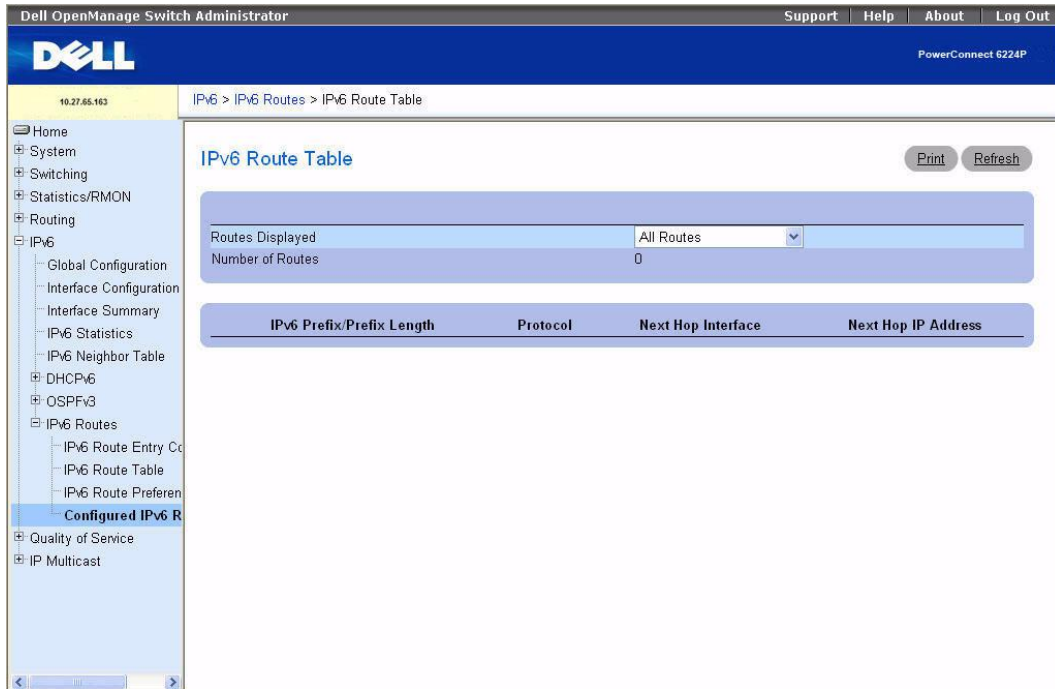 Dell OpenManage Switch Administrator
Support | Help | About | Log Out
DELL
PowerConnect 6224P
10.27.65.163
IPv6 > IPv6 Routes > IPv6 Route Table
Home
System
Switching
Statistics/RMON
Routing
IPv6
Global Configuration
Interface Configuration
Interface Summary
IPv6 Statistics
IPv6 Neighbor Table
DHCPv6
OSPFv3
IPv6 Routes
IPv6 Route Entry Co
IPv6 Route Table
IPv6 Route Preferen
Configured IPv6 R
Quality of Service
IP Multicast
IPv6 Route Table
Print Refresh
Routes Displayed All Routes
Number of Routes 0
IPv6 Prefix/Prefix Length Protocol Next Hop Interface Next Hop IP Address